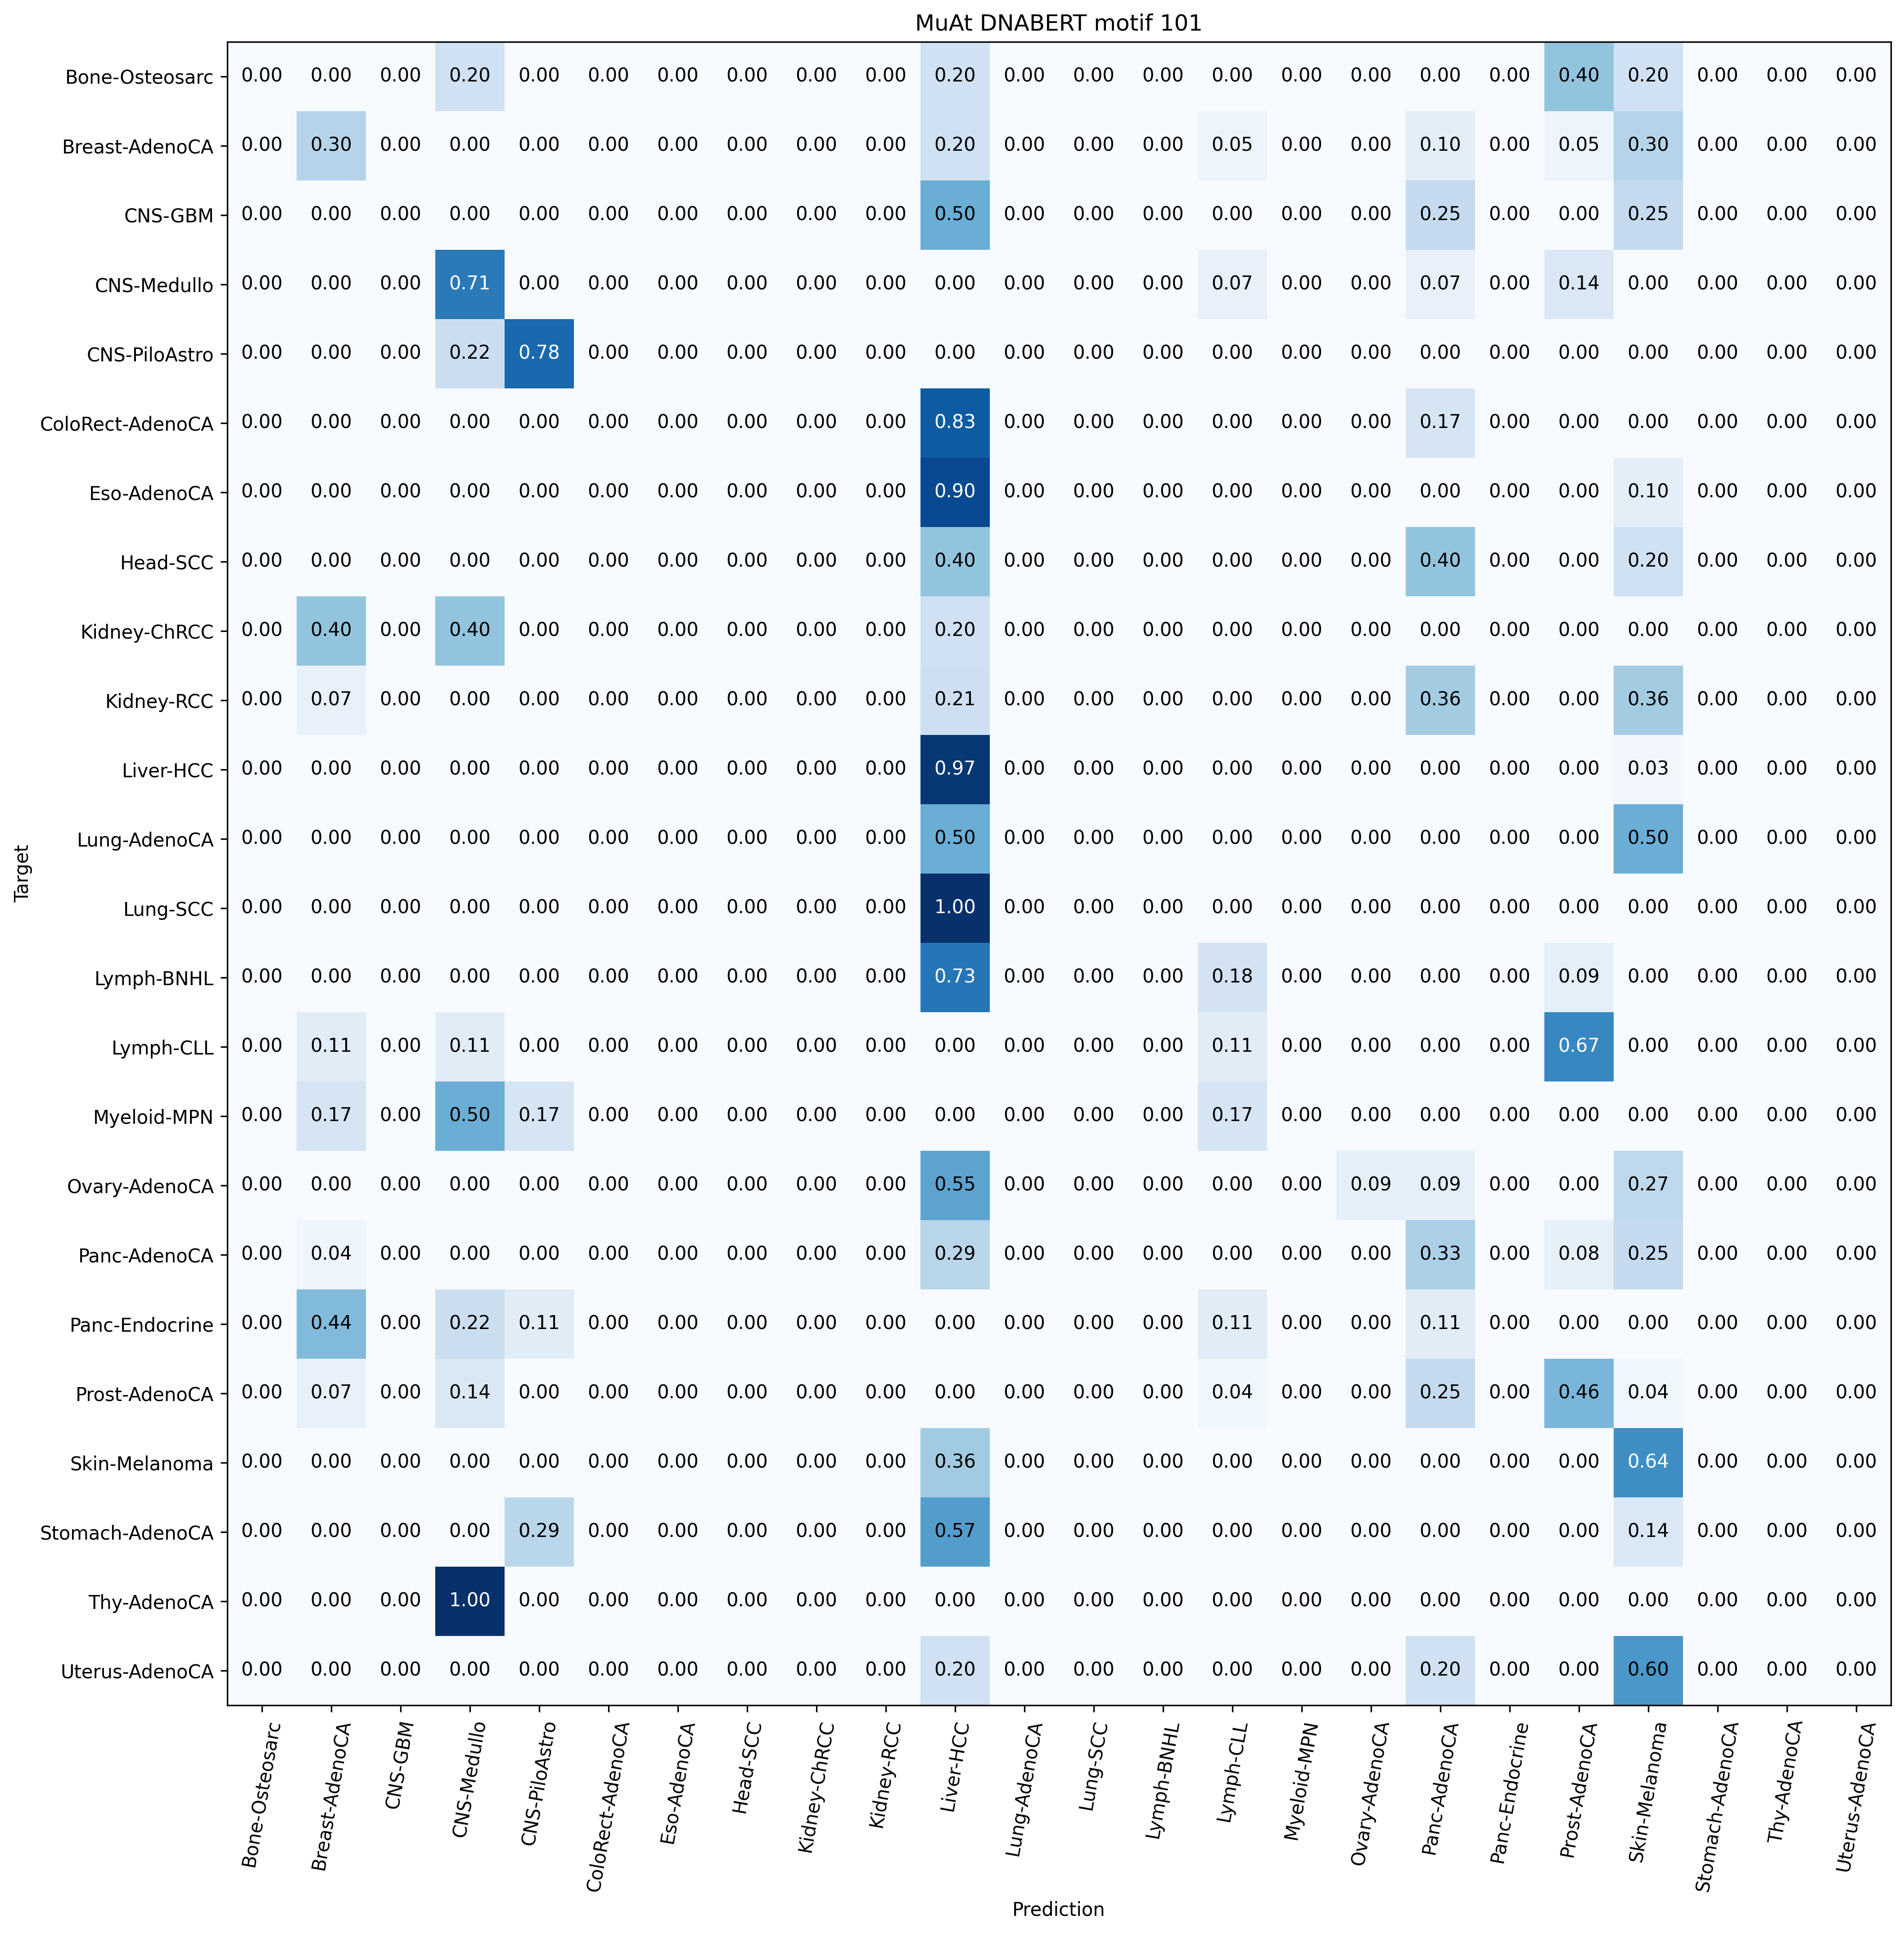 MuAt DNABERT motif 101
Bone-Osteosarc 0.00 0.00 0.00 0.20 0.00 0.00 0.00 0.00 0.00 0.00 0.20 0.00 0.00 0.00 0.00 0.00 0.00 0.00 0.00 0.40 0.20 0.00 0.00 0.00
Breast-AdenoCA 0.00 0.30 0.00 0.00 0.00 0.00 0.00 0.00 0.00 0.00 0.20 0.00 0.00 0.00 0.05 0.00 0.00 0.10 0.00 0.05 0.30 0.00 0.00 0.00
CNS-GBM 0.00 0.00 0.00 0.00 0.00 0.00 0.00 0.00 0.00 0.00 0.50 0.00 0.00 0.00 0.00 0.00 0.00 0.25 0.00 0.00 0.25 0.00 0.00 0.00
CNS-Medullo 0.00 0.00 0.00 0.71 0.00 0.00 0.00 0.00 0.00 0.00 0.00 0.00 0.00 0.00 0.07 0.00 0.00 0.07 0.00 0.14 0.00 0.00 0.00 0.00
CNS-PiloAstro 0.00 0.00 0.00 0.22 0.78 0.00 0.00 0.00 0.00 0.00 0.00 0.00 0.00 0.00 0.00 0.00 0.00 0.00 0.00 0.00 0.00 0.00 0.00 0.00
ColoRect-AdenoCA 0.00 0.00 0.00 0.00 0.00 0.00 0.00 0.00 0.00 0.00 0.83 0.00 0.00 0.00 0.00 0.00 0.00 0.17 0.00 0.00 0.00 0.00 0.00 0.00
Eso-AdenoCA 0.00 0.00 0.00 0.00 0.00 0.00 0.00 0.00 0.00 0.00 0.90 0.00 0.00 0.00 0.00 0.00 0.00 0.00 0.00 0.00 0.10 0.00 0.00 0.00
Head-SCC 0.00 0.00 0.00 0.00 0.00 0.00 0.00 0.00 0.00 0.00 0.40 0.00 0.00 0.00 0.00 0.00 0.00 0.40 0.00 0.00 0.20 0.00 0.00 0.00
Kidney-ChRCC 0.00 0.40 0.00 0.40 0.00 0.00 0.00 0.00 0.00 0.00 0.20 0.00 0.00 0.00 0.00 0.00 0.00 0.00 0.00 0.00 0.00 0.00 0.00 0.00
Kidney-RCC 0.00 0.07 0.00 0.00 0.00 0.00 0.00 0.00 0.00 0.00 0.21 0.00 0.00 0.00 0.00 0.00 0.00 0.36 0.00 0.00 0.36 0.00 0.00 0.00
Liver-HCC 0.00 0.00 0.00 0.00 0.00 0.00 0.00 0.00 0.00 0.00 0.97 0.00 0.00 0.00 0.00 0.00 0.00 0.00 0.00 0.00 0.03 0.00 0.00 0.00
Lung-AdenoCA 0.00 0.00 0.00 0.00 0.00 0.00 0.00 0.00 0.00 0.00 0.50 0.00 0.00 0.00 0.00 0.00 0.00 0.00 0.00 0.00 0.50 0.00 0.00 0.00
Target
Lung-SCC 0.00 0.00 0.00 0.00 0.00 0.00 0.00 0.00 0.00 0.00 1.00 0.00 0.00 0.00 0.00 0.00 0.00 0.00 0.00 0.00 0.00 0.00 0.00 0.00
Lymph-BNHL 0.00 0.00 0.00 0.00 0.00 0.00 0.00 0.00 0.00 0.00 0.73 0.00 0.00 0.00 0.18 0.00 0.00 0.00 0.00 0.09 0.00 0.00 0.00 0.00
Lymph-CLL 0.00 0.11 0.00 0.11 0.00 0.00 0.00 0.00 0.00 0.00 0.00 0.00 0.00 0.00 0.11 0.00 0.00 0.00 0.00 0.67 0.00 0.00 0.00 0.00
Myeloid-MPN 0.00 0.17 0.00 0.50 0.17 0.00 0.00 0.00 0.00 0.00 0.00 0.00 0.00 0.00 0.17 0.00 0.00 0.00 0.00 0.00 0.00 0.00 0.00 0.00
Ovary-AdenoCA 0.00 0.00 0.00 0.00 0.00 0.00 0.00 0.00 0.00 0.00 0.55 0.00 0.00 0.00 0.00 0.00 0.09 0.09 0.00 0.00 0.27 0.00 0.00 0.00
Panc-AdenoCA 0.00 0.04 0.00 0.00 0.00 0.00 0.00 0.00 0.00 0.00 0.29 0.00 0.00 0.00 0.00 0.00 0.00 0.33 0.00 0.08 0.25 0.00 0.00 0.00
Panc-Endocrine 0.00 0.44 0.00 0.22 0.11 0.00 0.00 0.00 0.00 0.00 0.00 0.00 0.00 0.00 0.11 0.00 0.00 0.11 0.00 0.00 0.00 0.00 0.00 0.00
Prost-AdenoCA 0.00 0.07 0.00 0.14 0.00 0.00 0.00 0.00 0.00 0.00 0.00 0.00 0.00 0.00 0.04 0.00 0.00 0.25 0.00 0.46 0.04 0.00 0.00 0.00
Skin-Melanoma 0.00 0.00 0.00 0.00 0.00 0.00 0.00 0.00 0.00 0.00 0.36 0.00 0.00 0.00 0.00 0.00 0.00 0.00 0.00 0.00 0.64 0.00 0.00 0.00
Stomach-AdenoCA 0.00 0.00 0.00 0.00 0.29 0.00 0.00 0.00 0.00 0.00 0.57 0.00 0.00 0.00 0.00 0.00 0.00 0.00 0.00 0.00 0.14 0.00 0.00 0.00
Thy-AdenoCA 0.00 0.00 0.00 1.00 0.00 0.00 0.00 0.00 0.00 0.00 0.00 0.00 0.00 0.00 0.00 0.00 0.00 0.00 0.00 0.00 0.00 0.00 0.00 0.00
Uterus-AdenoCA 0.00 0.00 0.00 0.00 0.00 0.00 0.00 0.00 0.00 0.00 0.20 0.00 0.00 0.00 0.00 0.00 0.00 0.20 0.00 0.00 0.60 0.00 0.00 0.00
Bone-Osteosarc
Breast-AdenoCA
CNS-GBM
CNS-Medullo
CNS-PiloAstro
ColoRect-AdenoCA
Eso-AdenoCA
Head-SCC
Kidney-ChRCC
Kidney-RCC
Liver-HCC
Lung-AdenoCA
Lung-SCC
Lymph-BNHL
Lymph-CLL
Myeloid-MPN
Ovary-AdenoCA
Panc-AdenoCA
Panc-Endocrine
Prost-AdenoCA
Skin-Melanoma
Stomach-AdenoCA
Thy-AdenoCA
Uterus-AdenoCA
Prediction